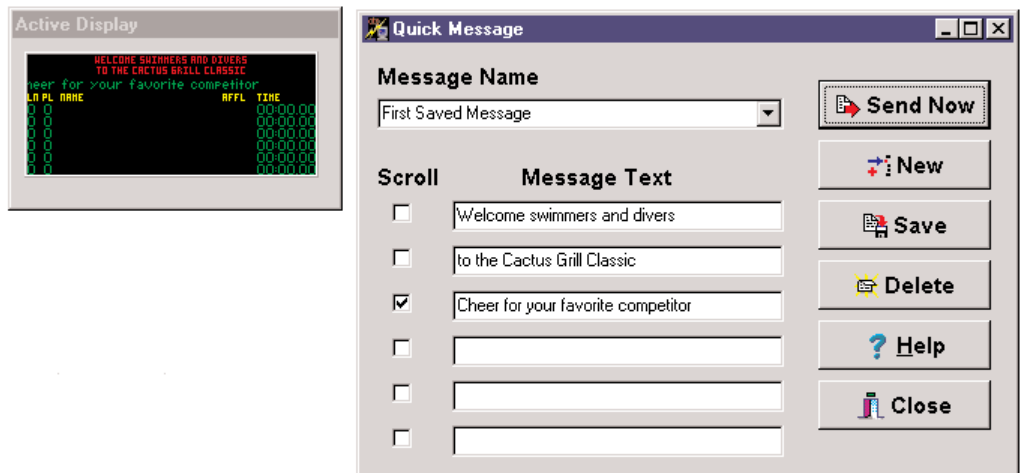 Active Display
WELCOME SWIMMERS AND DIVERS
TO THE CACTUS GRILL CLASSIC
heer for your favorite competitor
LN PL NAME AFFL TIME
0 0 00:00.00
0 0 00:00.00
0 0 00:00.00
0 0 00:00.00
0 0 00:00.00
0 0 00:00.00
Quick Message
Message Name
First Saved Message
Scroll Message Text
Welcome swimmers and divers
to the Cactus Grill Classic
Cheer for your favorite competitor
Send Now
New
Save
Delete
Help
Close